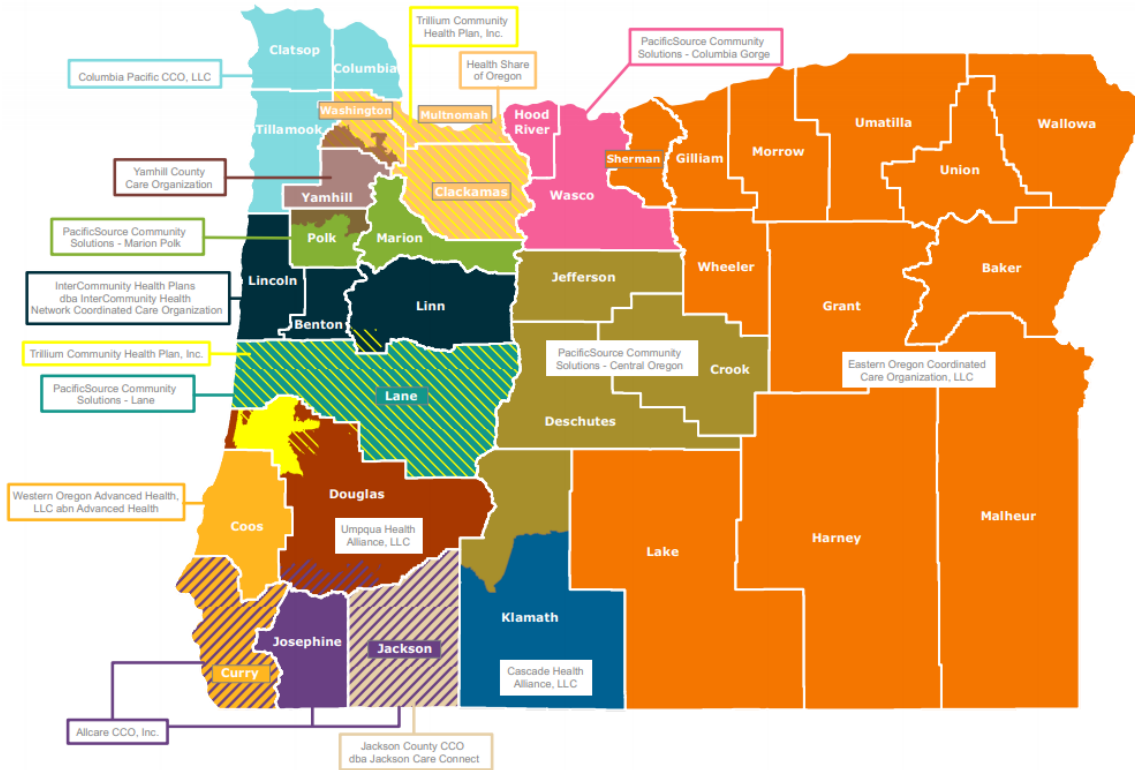 Trillium Community
Health Plan, Inc.
PacificSource Community
Solutions - Columbia Gorge
Clatsop
Columbia Pacific CCO, LLC
Columbia
Health Share
of Oregon
Washington
Multnomah
Hood
River
Tillamook
Umatilla
Wallowa
Morrow
Gilliam
Sherman
Union
Yamhill County
Care Organization
Yamhill
Clackamas
Wasco
PacificSource Community
Solutions - Marion Polk
Polk
Marion
Wheeler
Baker
InterCommunity Health Plans
dba InterCommunity Health
Network Coordinated Care Organization
Lincoln
Benton
Linn
Jefferson
Grant
Trillium Community Health Plan, Inc.
PacificSource Community
Solutions - Central Oregon
Crook
Eastern Oregon Coordinated
Care Organization, LLC
PacificSource Community
Solutions - Lane
Lane
Deschutes
Western Oregon Advanced Health,
LLC abn Advanced Health
Coos
Douglas
Umpqua Health
Alliance, LLC
Lake
Harney
Malheur
Klamath
Josephine
Jackson
Curry
Cascade Health
Alliance, LLC
Allcare CCO, Inc.
Jackson County CCO
dba Jackson Care Connect